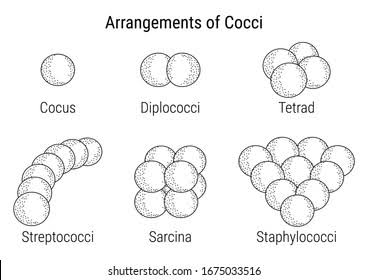 Arrangements of Cocci
Cocus
Diplococci
Tetrad
Streptococci
Sarcina
Staphylococci
shutterstock.com · 1675033516